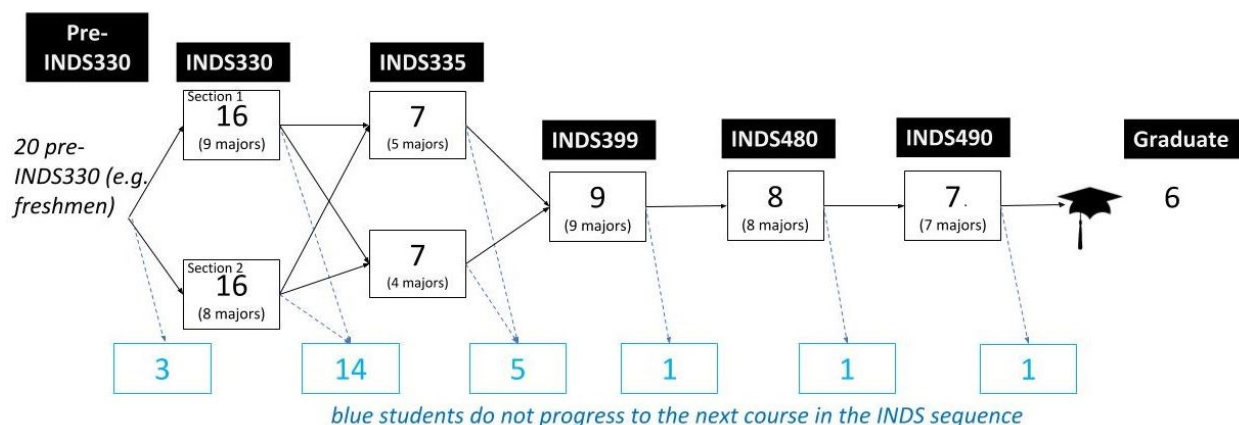 Pre-
INDS330
INDS330
INDS335
INDS399
INDS480
INDS490
Graduate
20 pre-
INDS330 (e.g.
freshmen)
Section 1
16
(9 majors)
Section 2
16
(8 majors)
7
(5 majors)
7
(4 majors)
9
(9 majors)
8
(8 majors)
7.
(7 majors)
6
3
14
5
1
1
1
blue students do not progress to the next course in the INDS sequence